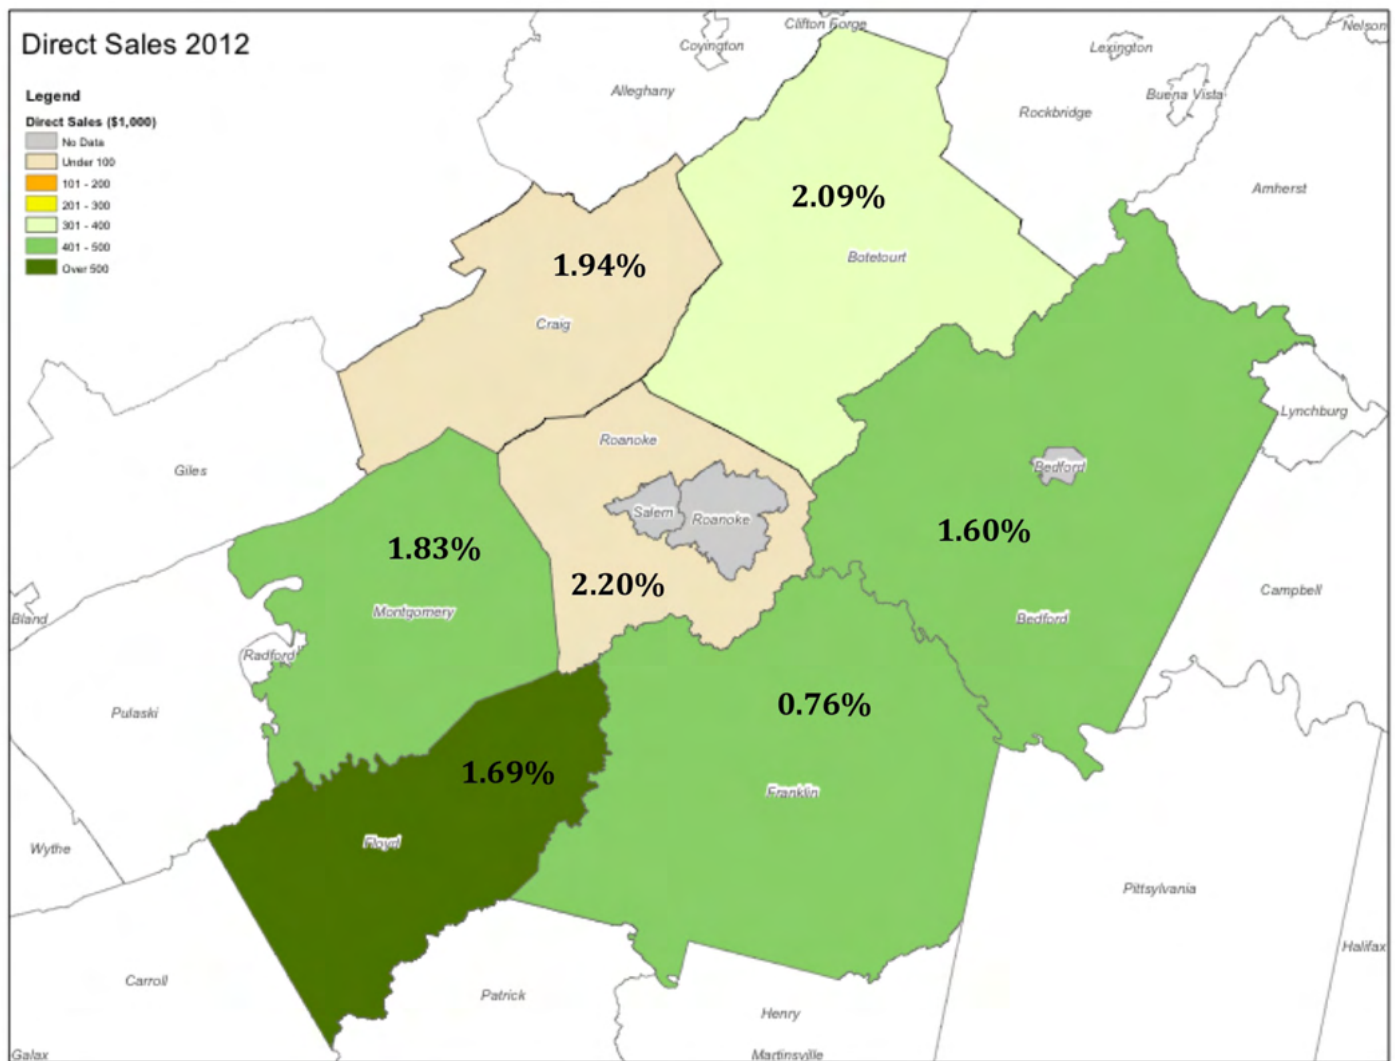 Direct Sales 2012
Legend
Direct Sales ($1,000)
No Data
Under 100
101 - 200
201 - 300
301 - 400
401 - 500
Over 500
Clifton Forge
Nelson
Covington
Lexington
Alleghany
Buena Vista
Rockbridge
Amherst
2.09%
Botetourt
1.94%
Craig
Lynchburg
Roanoke
Giles
Bedford
Salem
Roanoke
1.60%
1.83%
2.20%
Campbell
Montgomery
Bedford
Bland
Radford
0.76%
Pulaski
1.69%
Franklin
Floyd
Wythe
Pittsylvania
Halifax
Carroll
Patrick
Henry
Galax
Martinsville